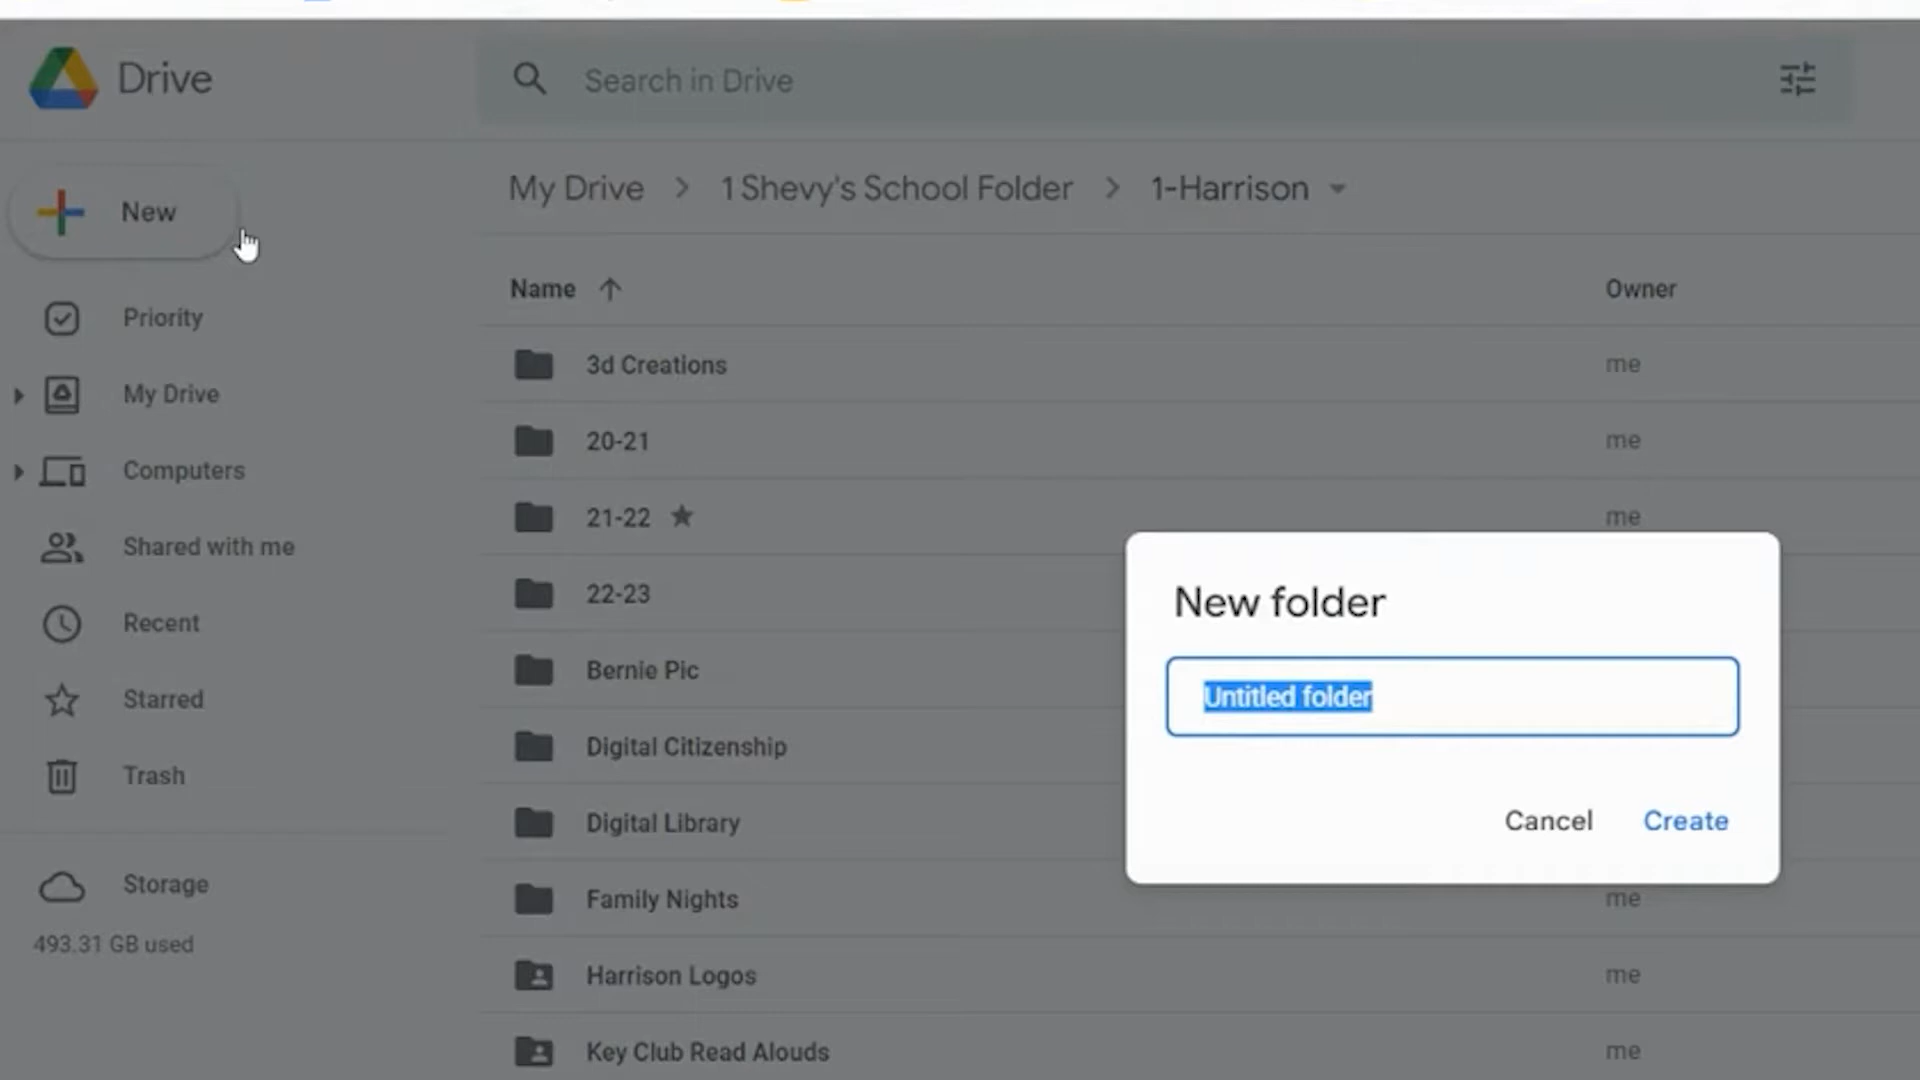 Drive
Search in Drive
New
My Drive > 1 Shevy's School Folder > 1-Harrison
Name
Owner
Priority
My Drive
Computers
Shared with me
Recent
Starred
Trash
Storage
493.31 GB used
3d Creations me
20-21 me
21-22 me
22-23
Bernie Pic
Digital Citizenship
Digital Library
Family Nights me
Harrison Logos me
Key Club Read Alouds me
New folder
Untitled folder
Cancel Create